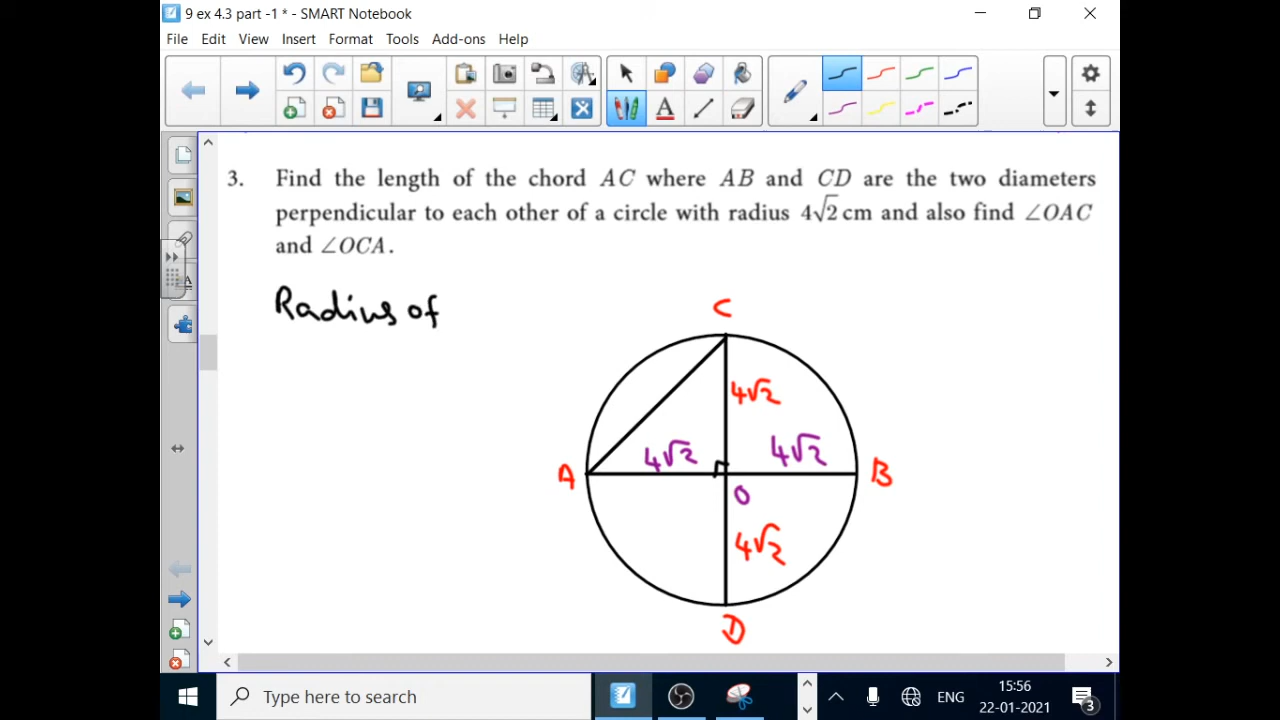 9 ex 4.3 part -1 * - SMART Notebook
File Edit View Insert Format Tools Add-ons Help
3. Find the length of the chord AC where AB and CD are the two diameters
perpendicular to each other of a circle with radius 4√2 cm and also find ∠OAC
and ∠OCA.
Radius of
C
4√2
4√2 4√2
A B
O
4√2
D
Type here to search
ENG
15:56
22-01-2021
3